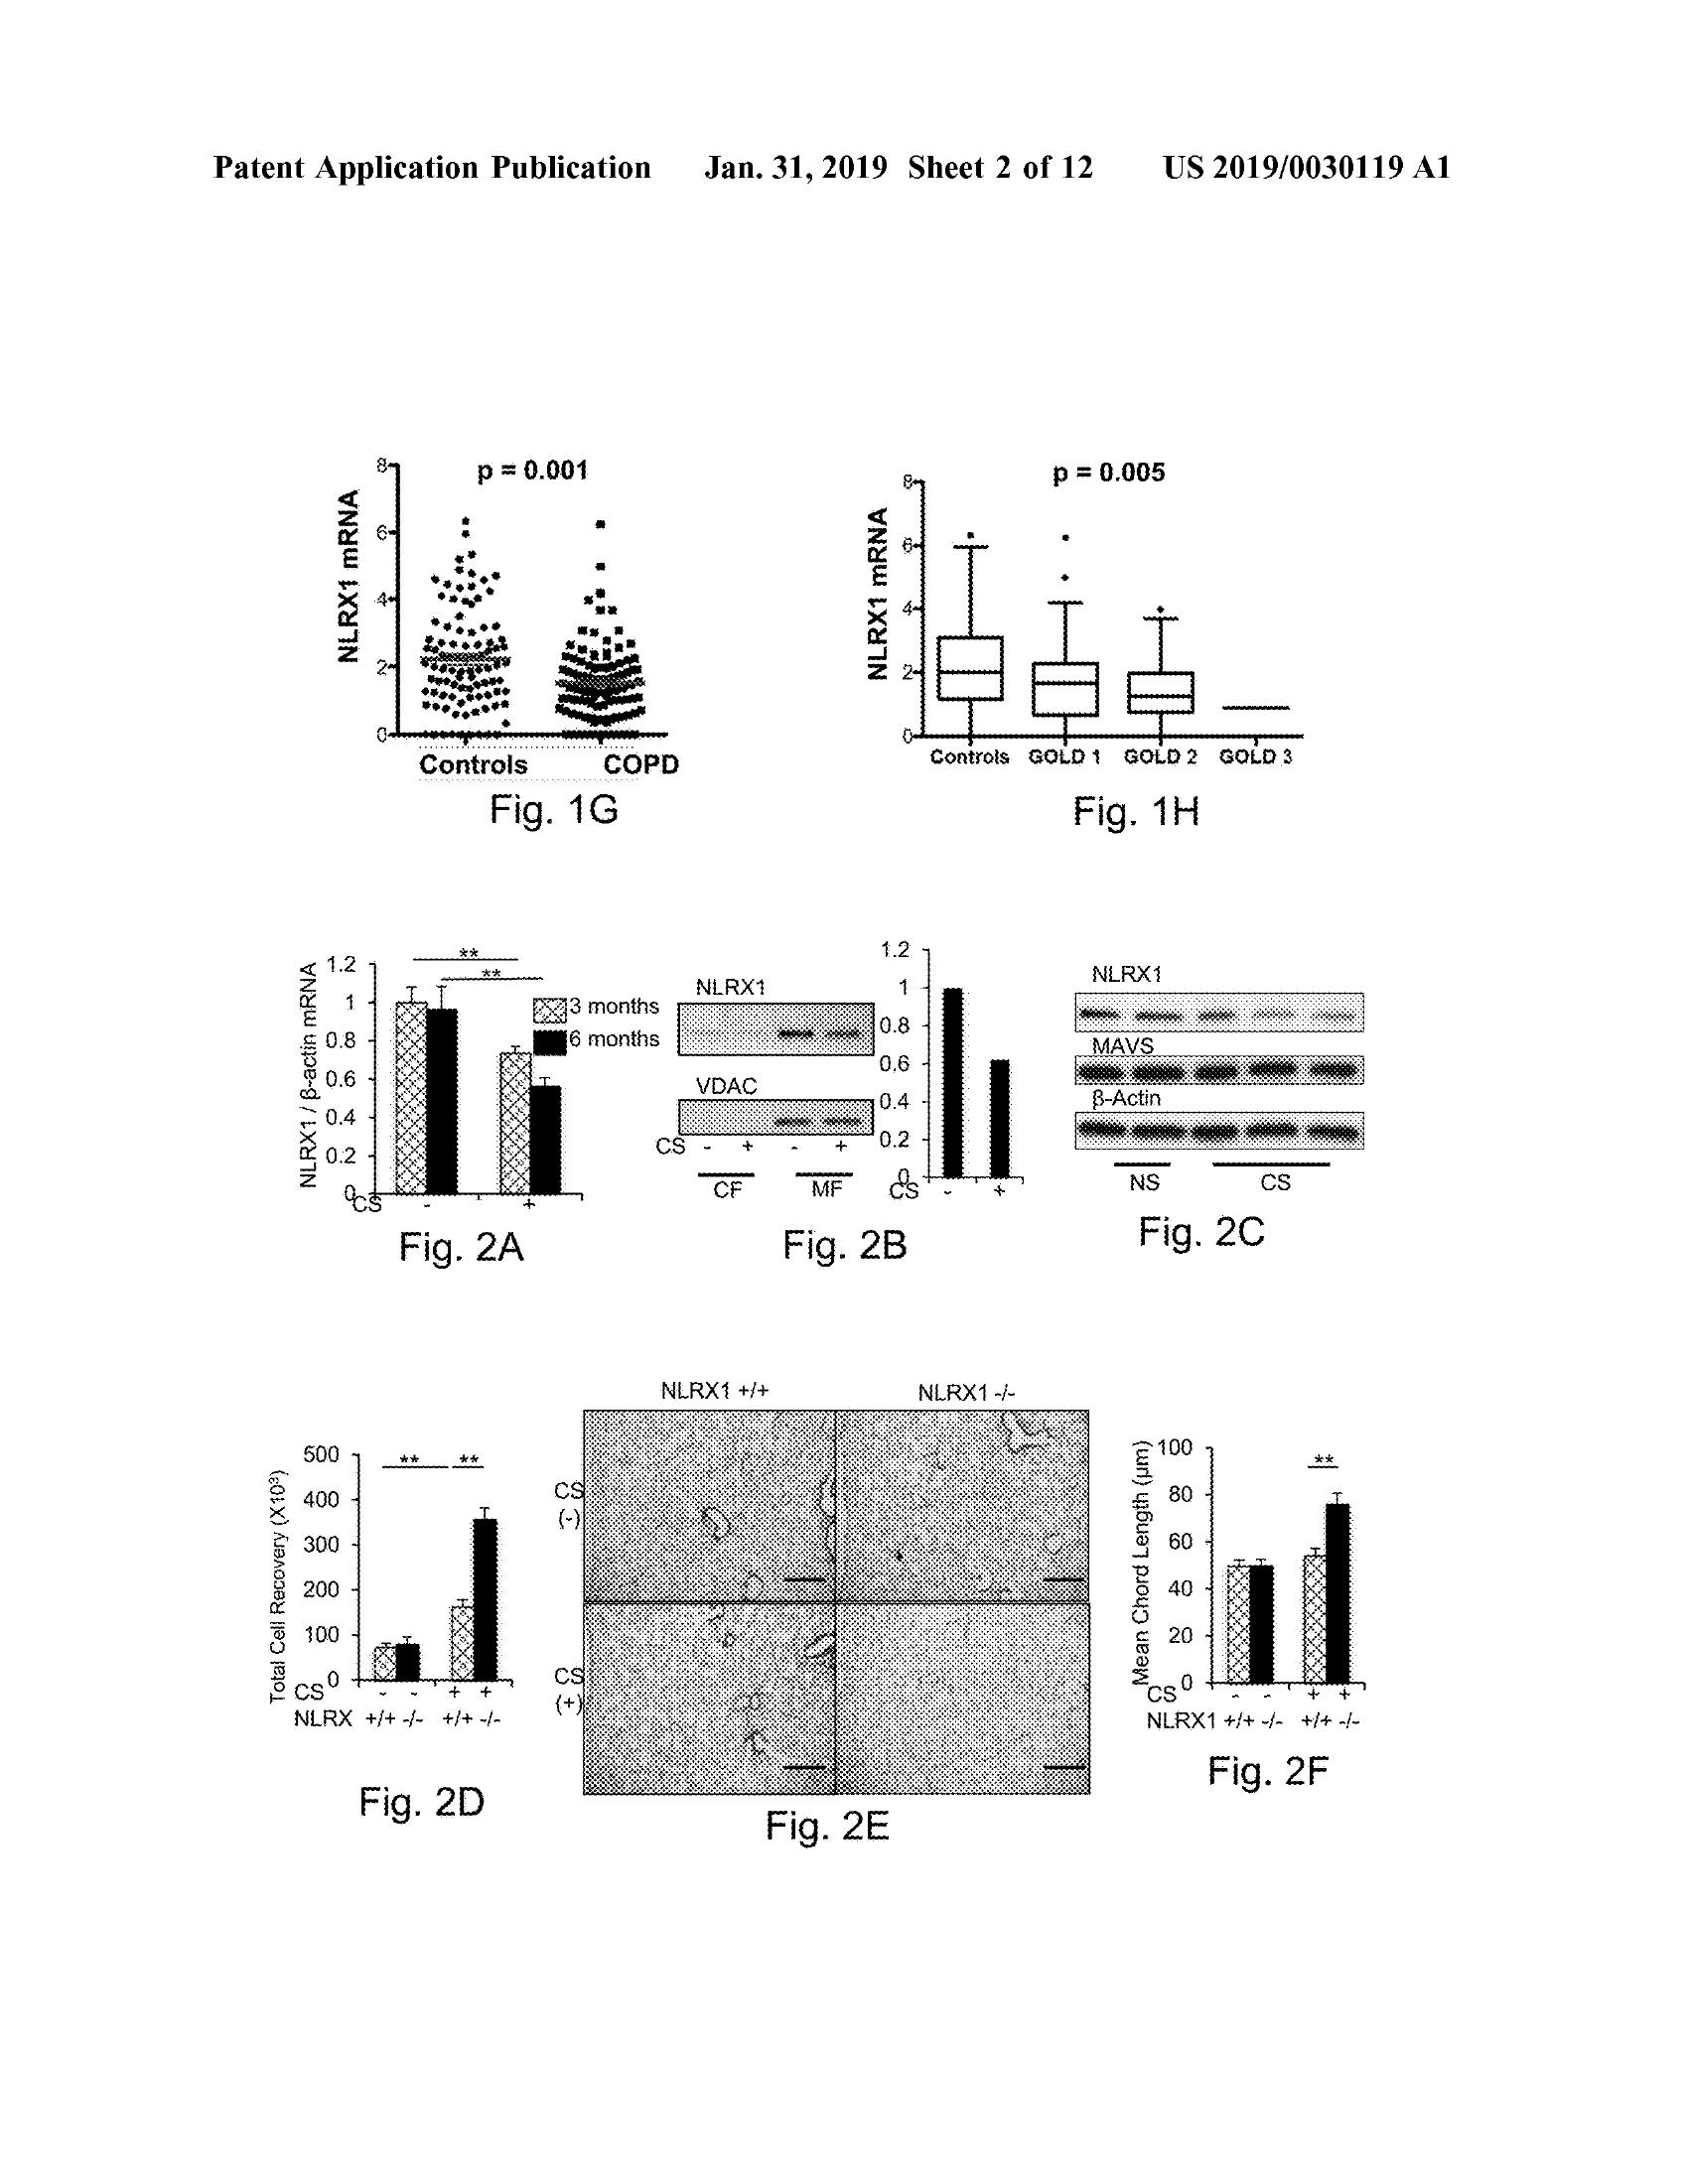 Patent Application Publication Jan. 31, 2019 Sheet 2 of 12 US 2019/0030119 A1
p = 0.001
NLRX1 mRNA
8
6
4
2
0
Controls COPD
Fig. 1G
p = 0.005
NLRX1 mRNA
8
6
4
2
0
Controls GOLD 1 GOLD 2 GOLD 3
Fig. 1H
NLRX1 / β-actin mRNA
1.2
1
0.8
0.6
0.4
0.2
0
**
**
3 months
6 months
CS - +
Fig. 2A
NLRX1
VDAC
CS - + - +
CF MF
1.2
1
0.8
0.6
0.4
0.2
0
CS - +
Fig. 2B
NLRX1
MAVS
β-Actin
NS CS
Fig. 2C
Total Cell Recovery (X10³)
500
400
300
200
100
0
** **
CS - - + +
NLRX +/+ -/- +/+ -/-
Fig. 2D
NLRX1 +/+ NLRX1 -/-
CS
(-)
CS
(+)
Fig. 2E
Mean Chord Length (µm)
100
80
60
40
20
0
**
CS - - + +
NLRX1 +/+ -/- +/+ -/-
Fig. 2F